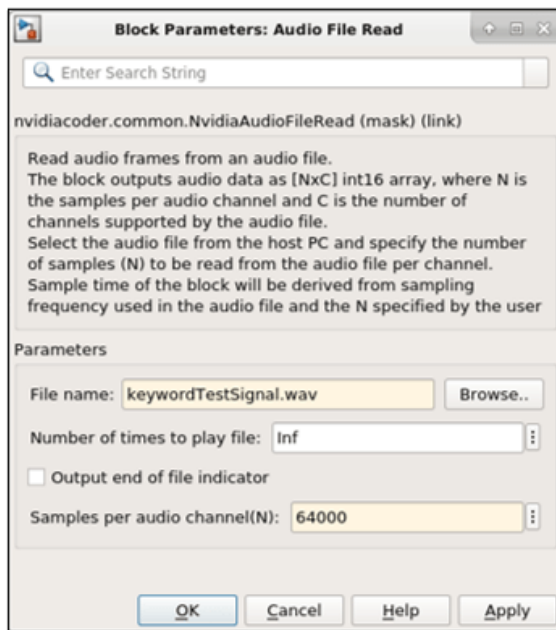 Block Parameters: Audio File Read
Enter Search String
nvidiacoder.common.NvidiaAudioFileRead (mask) (link)
Read audio frames from an audio file.
The block outputs audio data as [NxC] int16 array, where N is
the samples per audio channel and C is the number of
channels supported by the audio file.
Select the audio file from the host PC and specify the number
of samples (N) to be read from the audio file per channel.
Sample time of the block will be derived from sampling
frequency used in the audio file and the N specified by the user
Parameters
File name: keywordTestSignal.wav Browse..
Number of times to play file: Inf
Output end of file indicator
Samples per audio channel(N): 64000
OK Cancel Help Apply